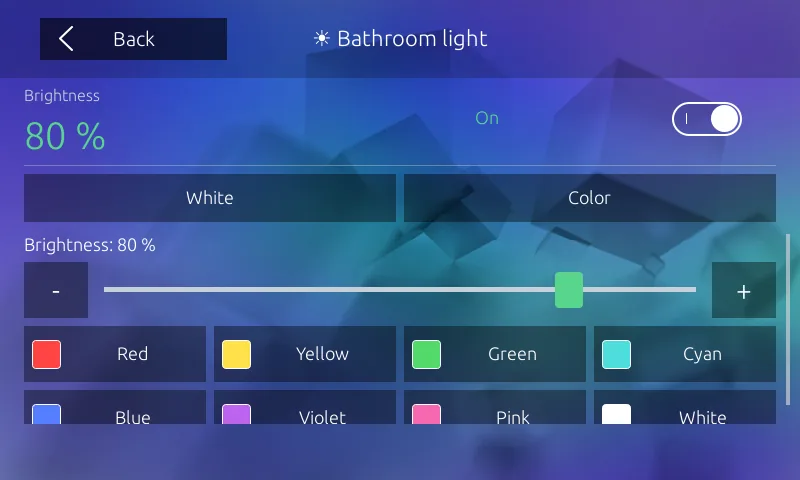 Back
Bathroom light
Brightness
80 %
On
White
Color
Brightness: 80 %
-
+
Red
Yellow
Green
Cyan
Blue
Violet
Pink
White